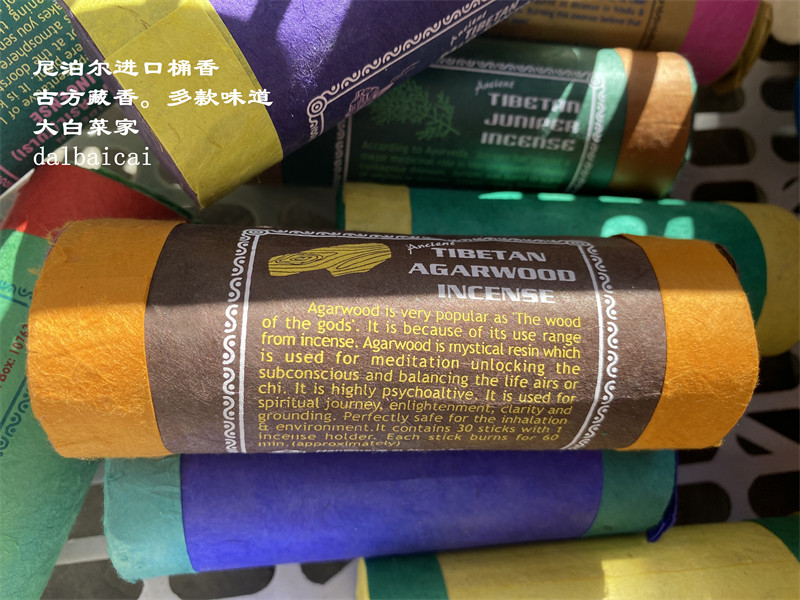 尼泊尔进口桶香
古方藏香。多款味道
大白菜家
dalbaicai
Ancient
TIBETAN
Ancient
TIBETAN
JUNIPER
INCENSE
According to Ayurveda
Ancient
TIBETAN
AGARWOOD
INCENSE
Agarwood is very popular as 'The wood
of the gods'. It is because of its use range
from incense. Agarwood is mystical resin which
is used for meditation unlocking the
subconscious and balancing the life airs or
chi. It is highly psychoaltive. It is used for
spiritual journey, enlightenment, clarity and
grounding. Perfectly safe for the inhalation
& environment.It contains 30 sticks with 1
incense holder. Each stick burns for 60
min.(approximately)